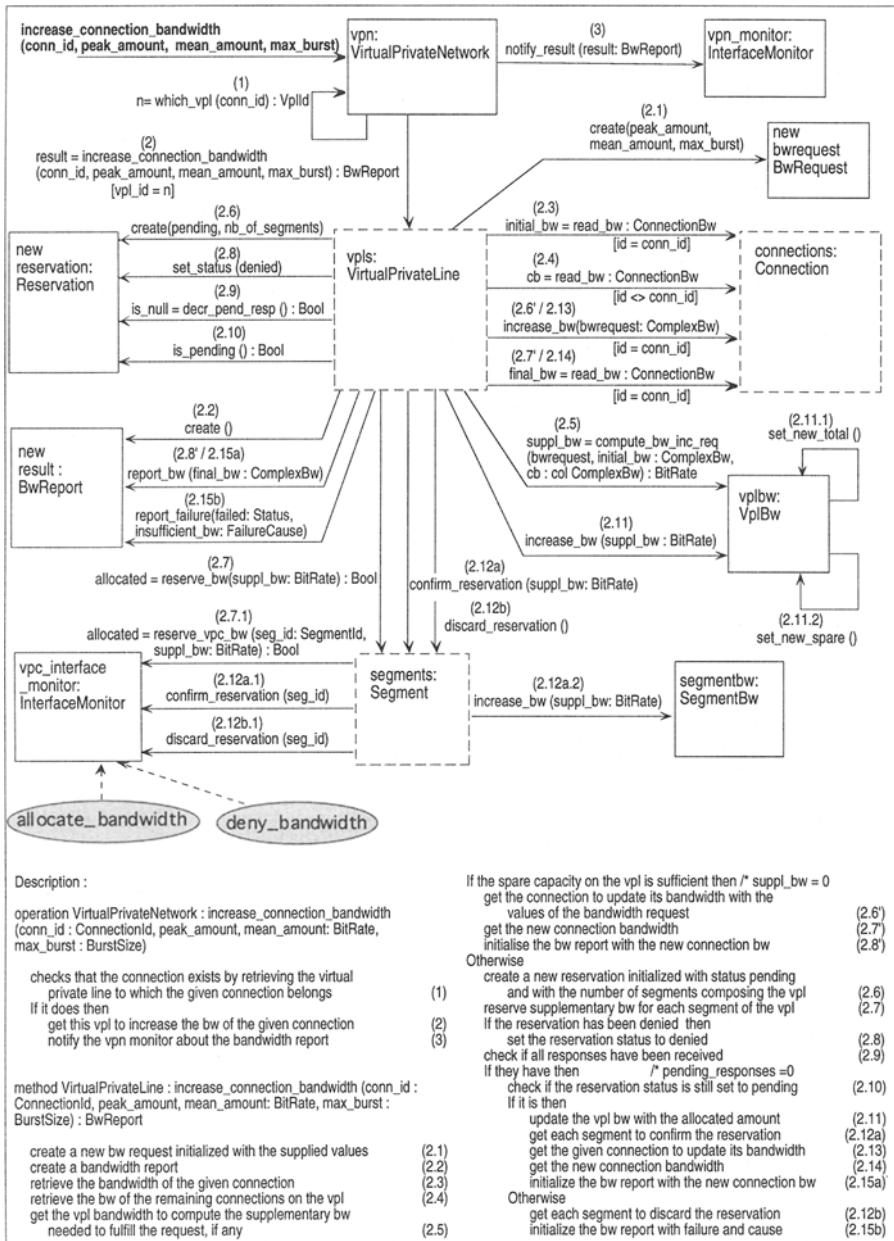 increase_connection_bandwidth
(conn_id, peak_amount, mean_amount, max_burst)
vpn:
VirtualPrivateNetwork
(3)
notify_result (result: BwReport)
vpn_monitor:
InterfaceMonitor
(1)
n= which_vpl (conn_id) : VplId
(2)
result = increase_connection_bandwidth
(conn_id, peak_amount, mean_amount, max_burst) : BwReport
[vpl_id = n]
(2.1)
create(peak_amount,
mean_amount, max_burst)
new
bwrequest
BwRequest
new
reservation:
Reservation
(2.6)
create(pending, nb_of_segments)
(2.8)
set_status (denied)
(2.9)
is_null = decr_pend_resp () : Bool
(2.10)
is_pending () : Bool
vpls:
VirtualPrivateLine
(2.3)
initial_bw = read_bw : ConnectionBw
[id = conn_id]
(2.4)
cb = read_bw : ConnectionBw
[id <> conn_id]
(2.6' / 2.13)
increase_bw(bwrequest: ComplexBw)
[id = conn_id]
(2.7' / 2.14)
final_bw = read_bw : ConnectionBw
[id = conn_id]
connections:
Connection
new
result :
BwReport
(2.2)
create ()
(2.8' / 2.15a)
report_bw (final_bw : ComplexBw)
(2.15b)
report_failure(failed: Status,
insufficient_bw: FailureCause)
(2.5)
suppl_bw = compute_bw_inc_req
(bwrequest, initial_bw : ComplexBw,
cb : col ComplexBw) : BitRate
(2.11)
increase_bw (suppl_bw : BitRate)
(2.11.1)
set_new_total ()
vplbw:
VplBw
(2.11.2)
set_new_spare ()
(2.7)
allocated = reserve_bw(suppl_bw: BitRate) : Bool
(2.12a)
confirm_reservation (suppl_bw: BitRate)
(2.12b)
discard_reservation ()
(2.7.1)
allocated = reserve_vpc_bw (seg_id: SegmentId,
suppl_bw: BitRate) : Bool
(2.12a.1)
confirm_reservation (seg_id)
(2.12b.1)
discard_reservation (seg_id)
vpc_interface
_monitor:
InterfaceMonitor
segments:
Segment
(2.12a.2)
increase_bw (suppl_bw: BitRate)
segmentbw:
SegmentBw
allocate_bandwidth
deny_bandwidth
Description :
operation VirtualPrivateNetwork : increase_connection_bandwidth
(conn_id : ConnectionId, peak_amount, mean_amount: BitRate,
max_burst : BurstSize)
checks that the connection exists by retrieving the virtual
private line to which the given connection belongs (1)
If it does then
get this vpl to increase the bw of the given connection (2)
notify the vpn monitor about the bandwidth report (3)
method VirtualPrivateLine : increase_connection_bandwidth (conn_id :
ConnectionId, peak_amount, mean_amount: BitRate, max_burst :
BurstSize) : BwReport
create a new bw request initialized with the supplied values (2.1)
create a bandwidth report (2.2)
retrieve the bandwidth of the given connection (2.3)
retrieve the bw of the remaining connections on the vpl (2.4)
get the vpl bandwidth to compute the supplementary bw
needed to fulfill the request, if any (2.5)
If the spare capacity on the vpl is sufficient then /* suppl_bw = 0
get the connection to update its bandwidth with the
values of the bandwidth request (2.6')
get the new connection bandwidth (2.7')
initialise the bw report with the new connection bw (2.8')
Otherwise
create a new reservation initialized with status pending
and with the number of segments composing the vpl (2.6)
reserve supplementary bw for each segment of the vpl (2.7)
If the reservation has been denied then
set the reservation status to denied (2.8)
check if all responses have been received (2.9)
If they have then /* pending_responses =0
check if the reservation status is still set to pending (2.10)
If it is then
update the vpl bw with the allocated amount (2.11)
get each segment to confirm the reservation (2.12a)
get the given connection to update its bandwidth (2.13)
get the new connection bandwidth (2.14)
initialize the bw report with the new connection bw (2.15a)
Otherwise
get each segment to discard the reservation (2.12b)
initialize the bw report with failure and cause (2.15b)